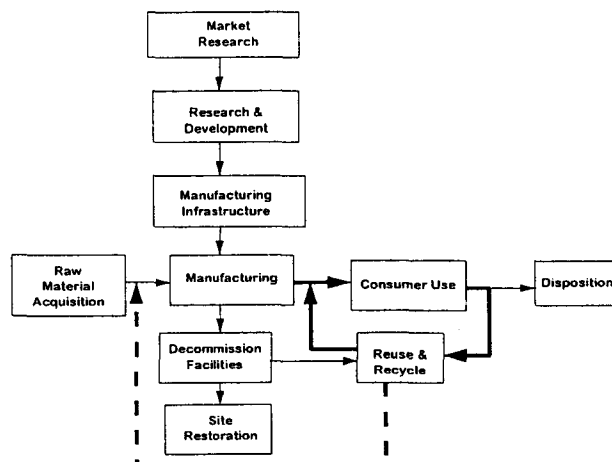 Market
Research
Research &
Development
Manufacturing
Infrastructure
Raw
Material
Acquisition
Manufacturing
Consumer Use
Disposition
Decommission
Facilities
Reuse &
Recycle
Site
Restoration